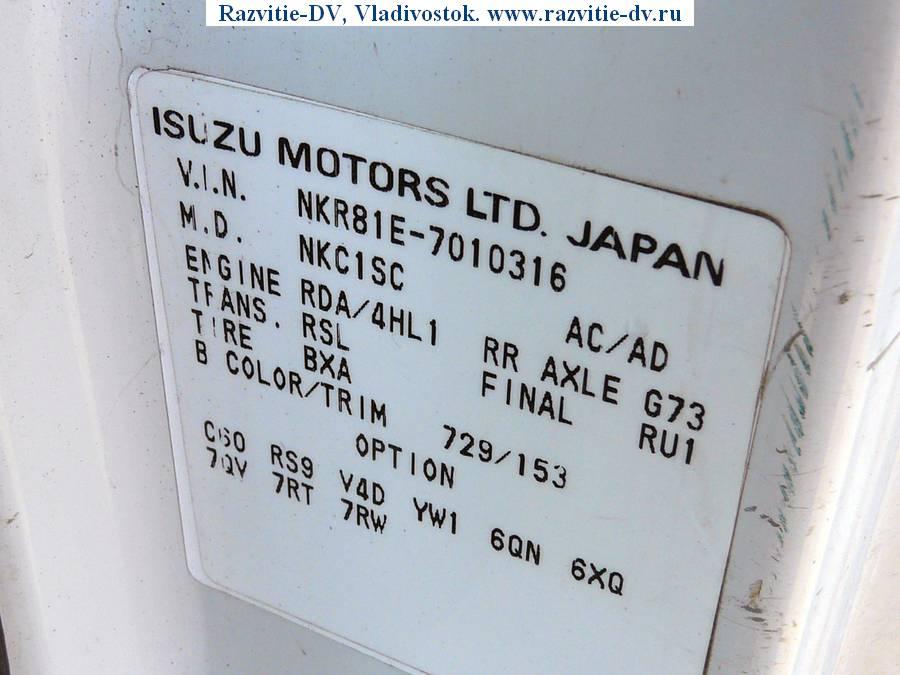 Razvitie-DV, Vladivostok. www.razvitie-dv.ru
ISUZU MOTORS LTD. JAPAN
V.I.N. NKR81E-7010316
M.D. NKC1SC AC/AD
ENGINE RDA/4HL1 RR AXLE G73
TRANS. RSL FINAL RU1
TIRE BXA
B COLOR/TRIM 729/153
OPTION
C60 RS9 V4D YW1 6QN 6XQ
7QV 7RT 7RW